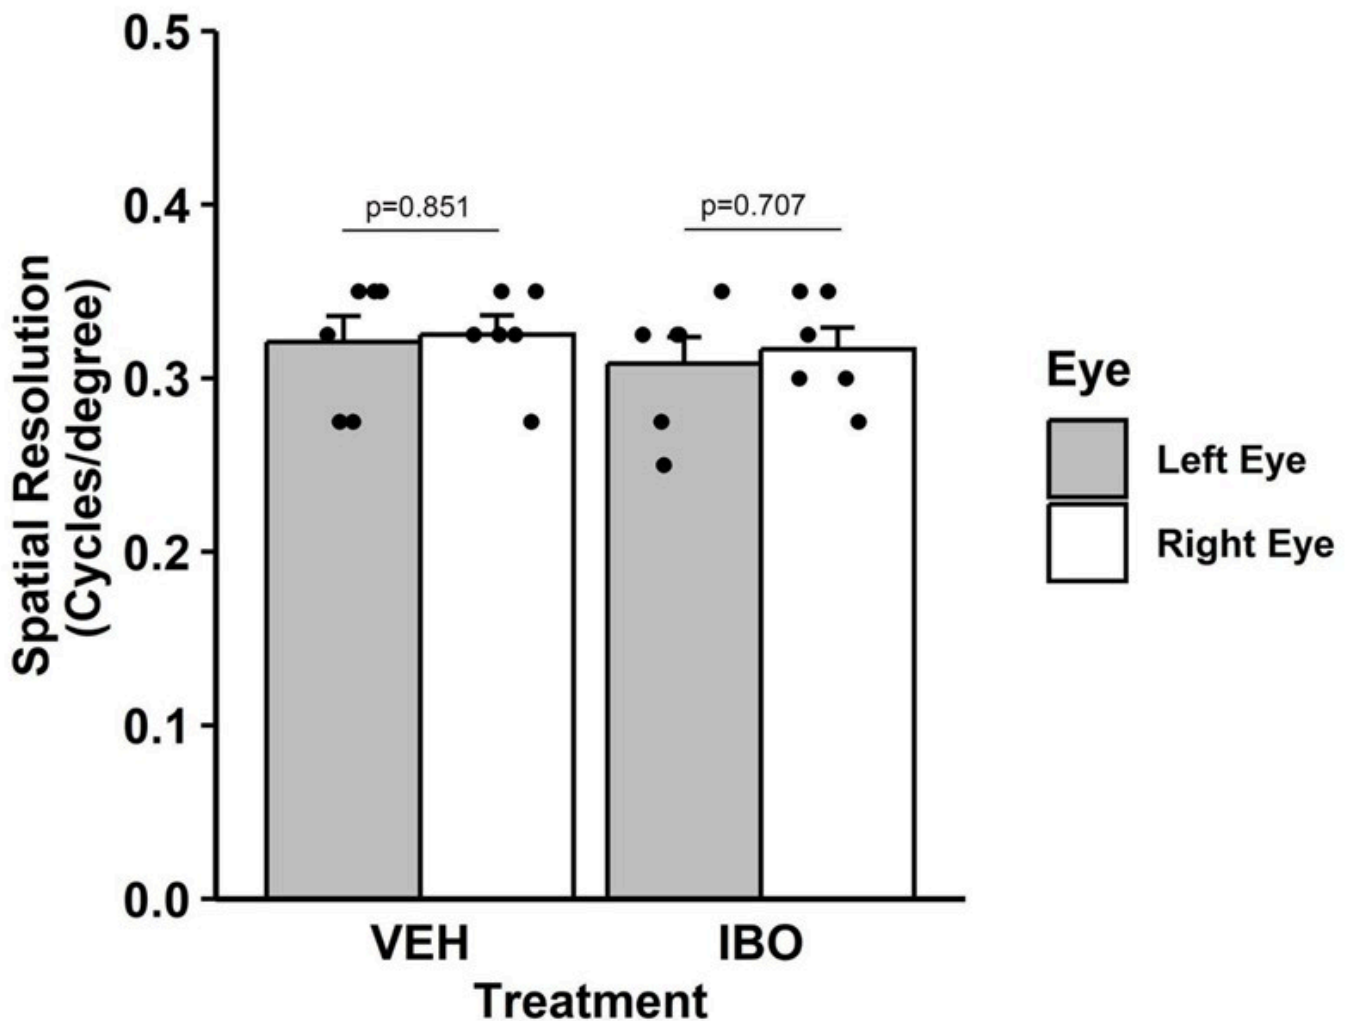 0.5
0.4
0.3
0.2
0.1
0.0
Spatial Resolution
(Cycles/degree)
p=0.851
p=0.707
VEH
IBO
Treatment
Eye
Left Eye
Right Eye